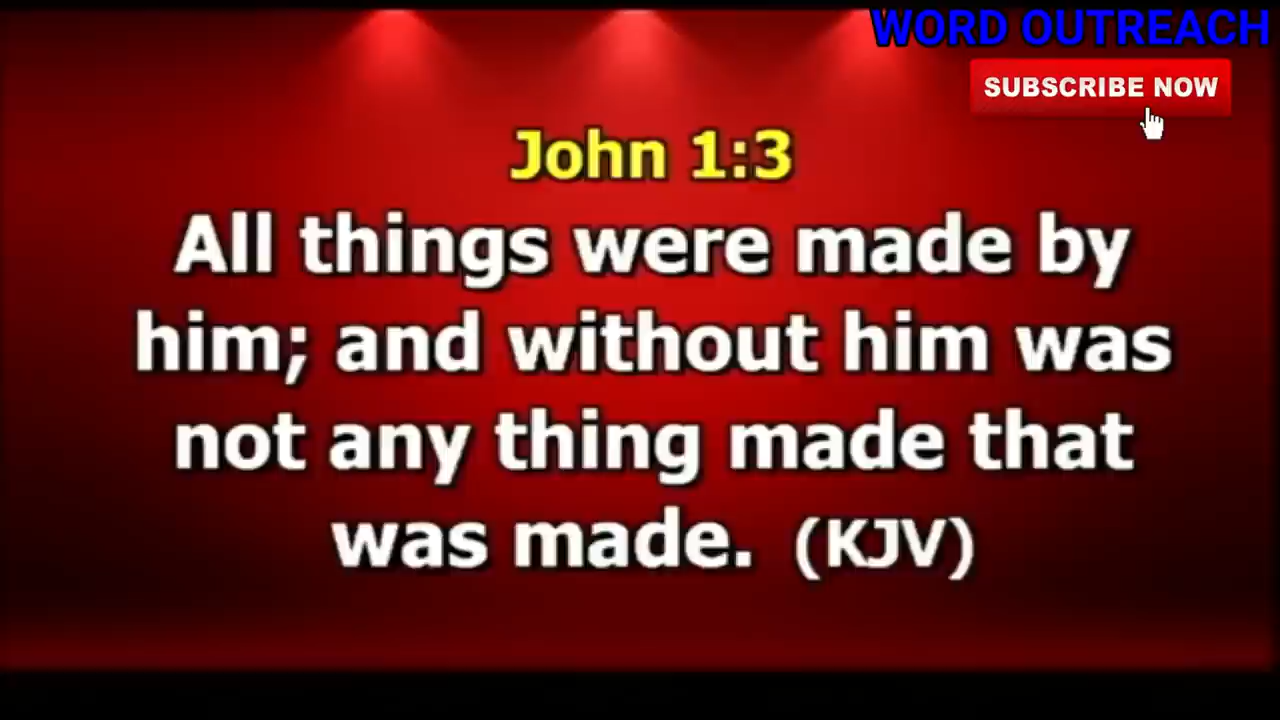 WORD OUTREACH
SUBSCRIBE NOW
John 1:3
All things were made by
him; and without him was
not any thing made that
was made. (KJV)